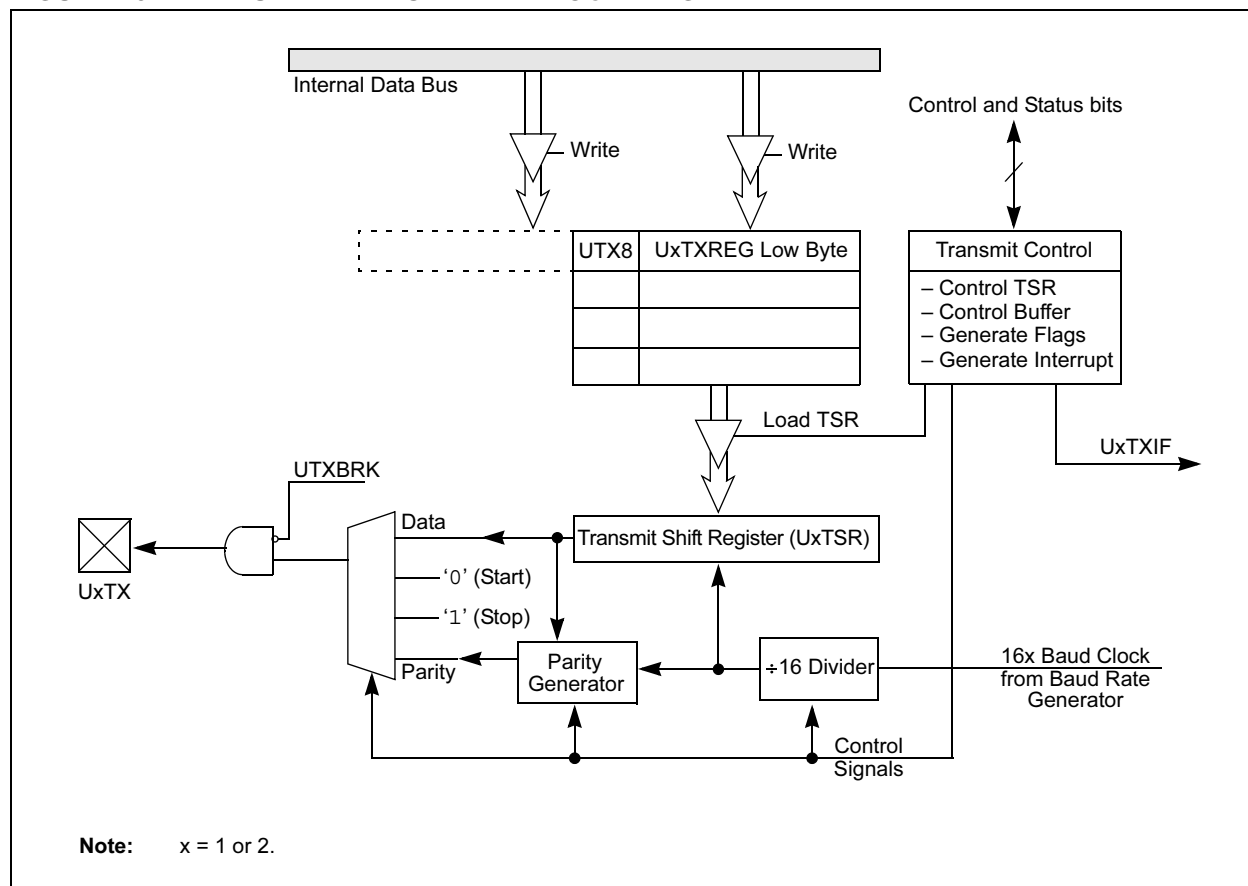 Internal Data Bus
Control and Status bits
Write
Write
UTX8
UxTXREG Low Byte
Transmit Control
– Control TSR
– Control Buffer
– Generate Flags
– Generate Interrupt
Load TSR
UxTXIF
UTXBRK
Data
Transmit Shift Register (UxTSR)
UxTX
‘0’ (Start)
‘1’ (Stop)
Parity
Parity
Generator
÷16 Divider
16x Baud Clock
from Baud Rate
Generator
Control
Signals
Note: x = 1 or 2.